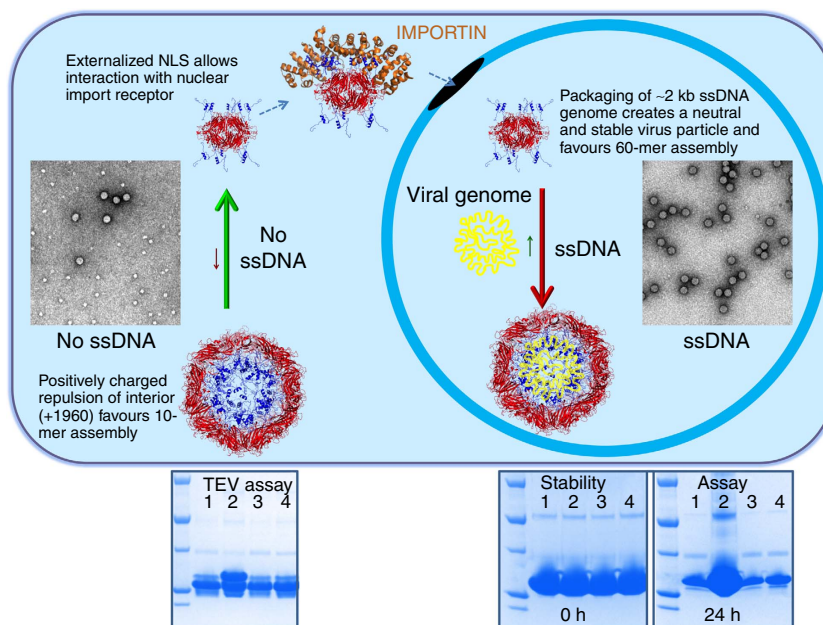 IMPORTIN
Externalized NLS allows
interaction with nuclear
import receptor
Packaging of ~2 kb ssDNA
genome creates a neutral
and stable virus particle and
favours 60-mer assembly
Viral genome
No
ssDNA
ssDNA
No ssDNA
ssDNA
Positively charged
repulsion of interior
(+1960) favours 10-
mer assembly
TEV assay
1 2 3 4
Stability
1 2 3 4
0 h
Assay
1 2 3 4
24 h